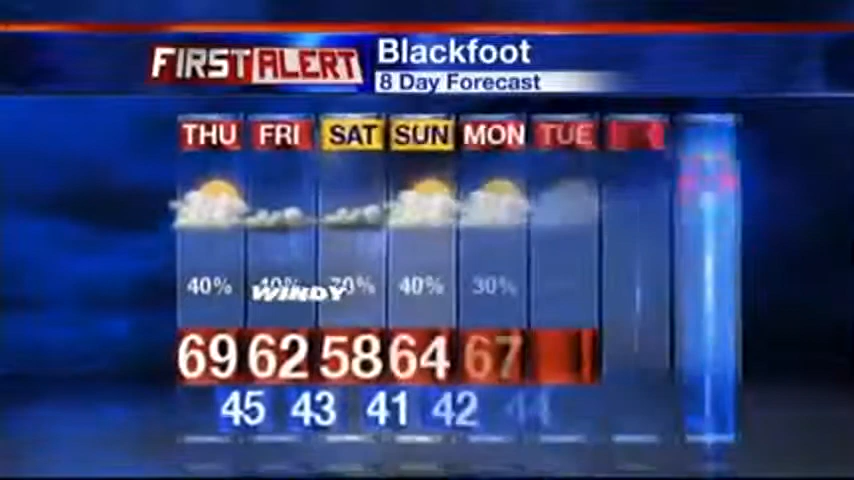 FIRST ALERT
Blackfoot
8 Day Forecast
THU FRI SAT SUN MON TUE
40% 40% 30%
WINDY
69 62 58 64 67
45 43 41 42 44